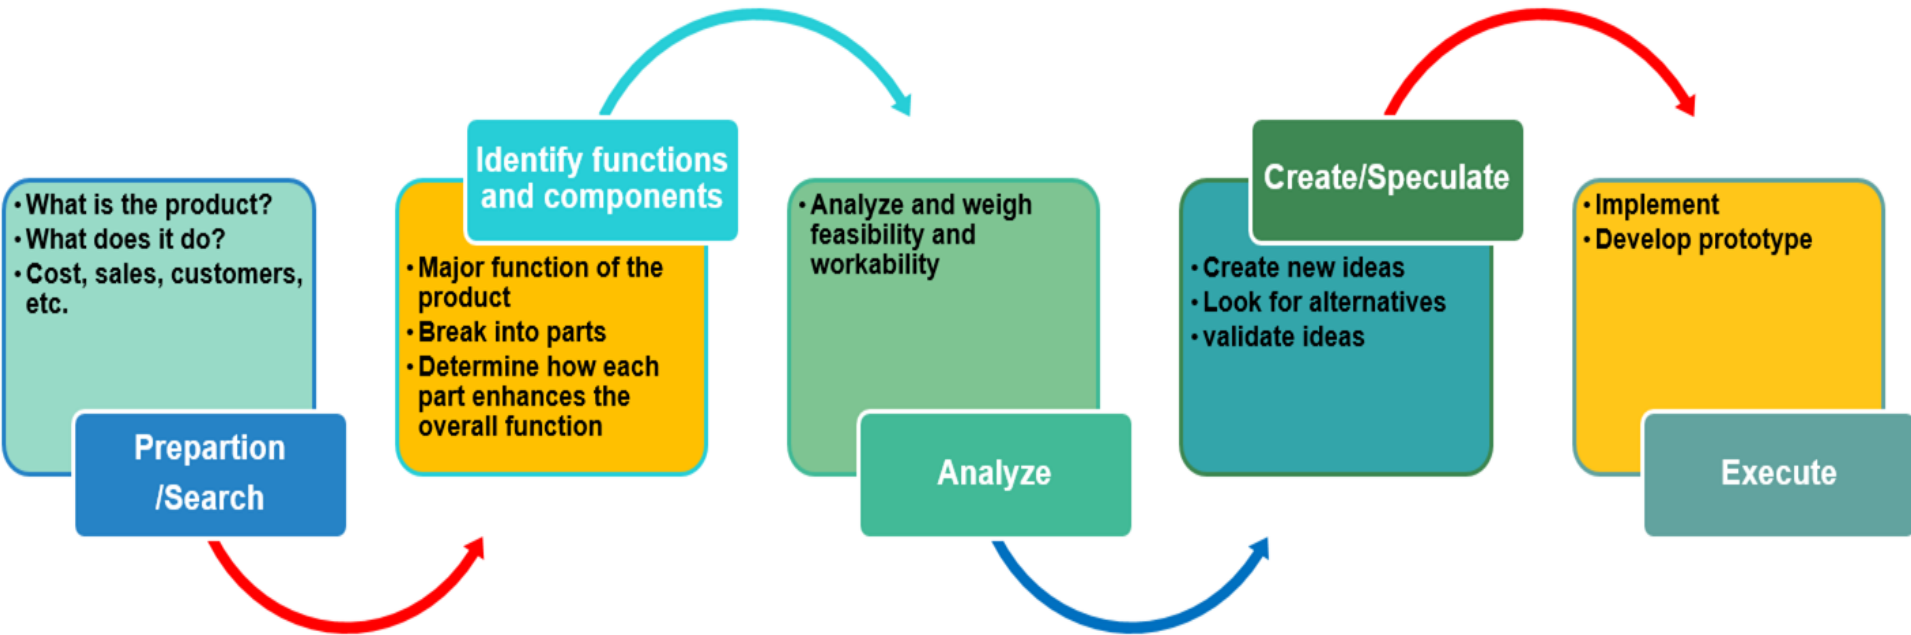 • What is the product?
• What does it do?
• Cost, sales, customers,
etc.
Prepartion
/Search
Identify functions
and components
• Major function of the
product
• Break into parts
• Determine how each
part enhances the
overall function
• Analyze and weigh
feasibility and
workability
Analyze
Create/Speculate
• Create new ideas
• Look for alternatives
• validate ideas
• Implement
• Develop prototype
Execute